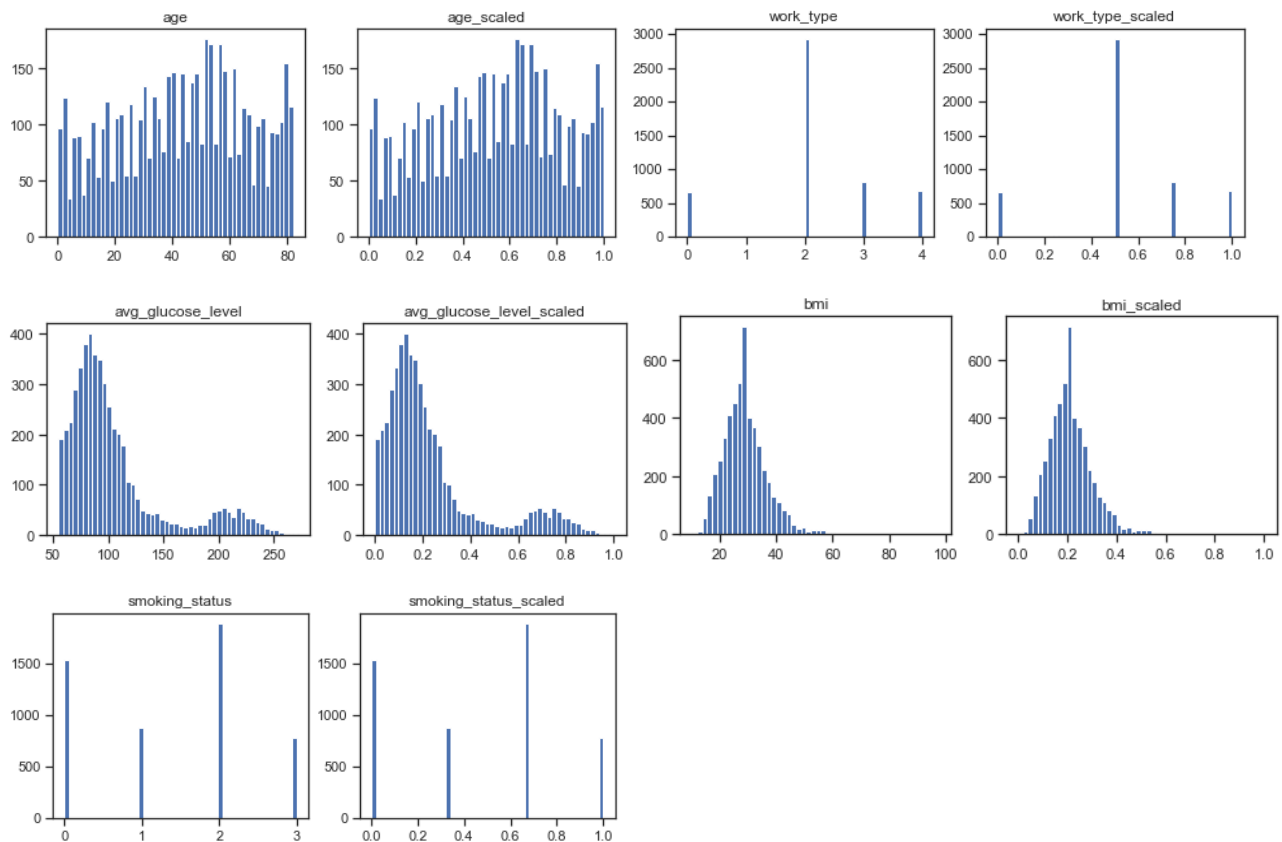 age
150
100
50
0
0 20 40 60 80
age_scaled
150
100
50
0
0.0 0.2 0.4 0.6 0.8 1.0
work_type
3000
2500
2000
1500
1000
500
0
0 1 2 3 4
work_type_scaled
3000
2500
2000
1500
1000
500
0
0.0 0.2 0.4 0.6 0.8 1.0
avg_glucose_level
400
300
200
100
0
50 100 150 200 250
avg_glucose_level_scaled
400
300
200
100
0
0.0 0.2 0.4 0.6 0.8 1.0
bmi
600
400
200
0
20 40 60 80 100
bmi_scaled
600
400
200
0
0.0 0.2 0.4 0.6 0.8 1.0
smoking_status
1500
1000
500
0
0 1 2 3
smoking_status_scaled
1500
1000
500
0
0.0 0.2 0.4 0.6 0.8 1.0